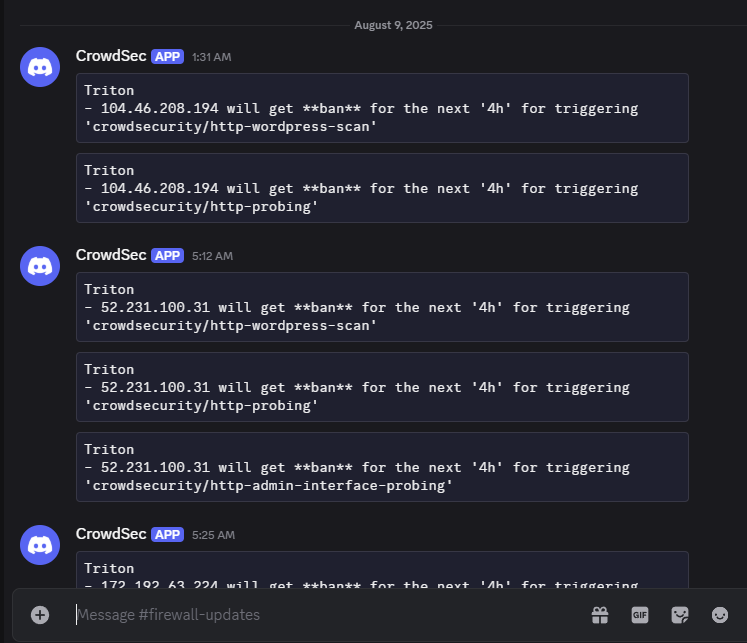 August 9, 2025
CrowdSec APP 1:31 AM
Triton
- 104.46.208.194 will get **ban** for the next '4h' for triggering
'crowdsecurity/http-wordpress-scan'
Triton
- 104.46.208.194 will get **ban** for the next '4h' for triggering
'crowdsecurity/http-probing'
CrowdSec APP 5:12 AM
Triton
- 52.231.100.31 will get **ban** for the next '4h' for triggering
'crowdsecurity/http-wordpress-scan'
Triton
- 52.231.100.31 will get **ban** for the next '4h' for triggering
'crowdsecurity/http-probing'
Triton
- 52.231.100.31 will get **ban** for the next '4h' for triggering
'crowdsecurity/http-admin-interface-probing'
CrowdSec APP 5:25 AM
Triton
- 172.192.63.224 will get **ban** for the next '4h' for triggering
Message #firewall-updates
GIF